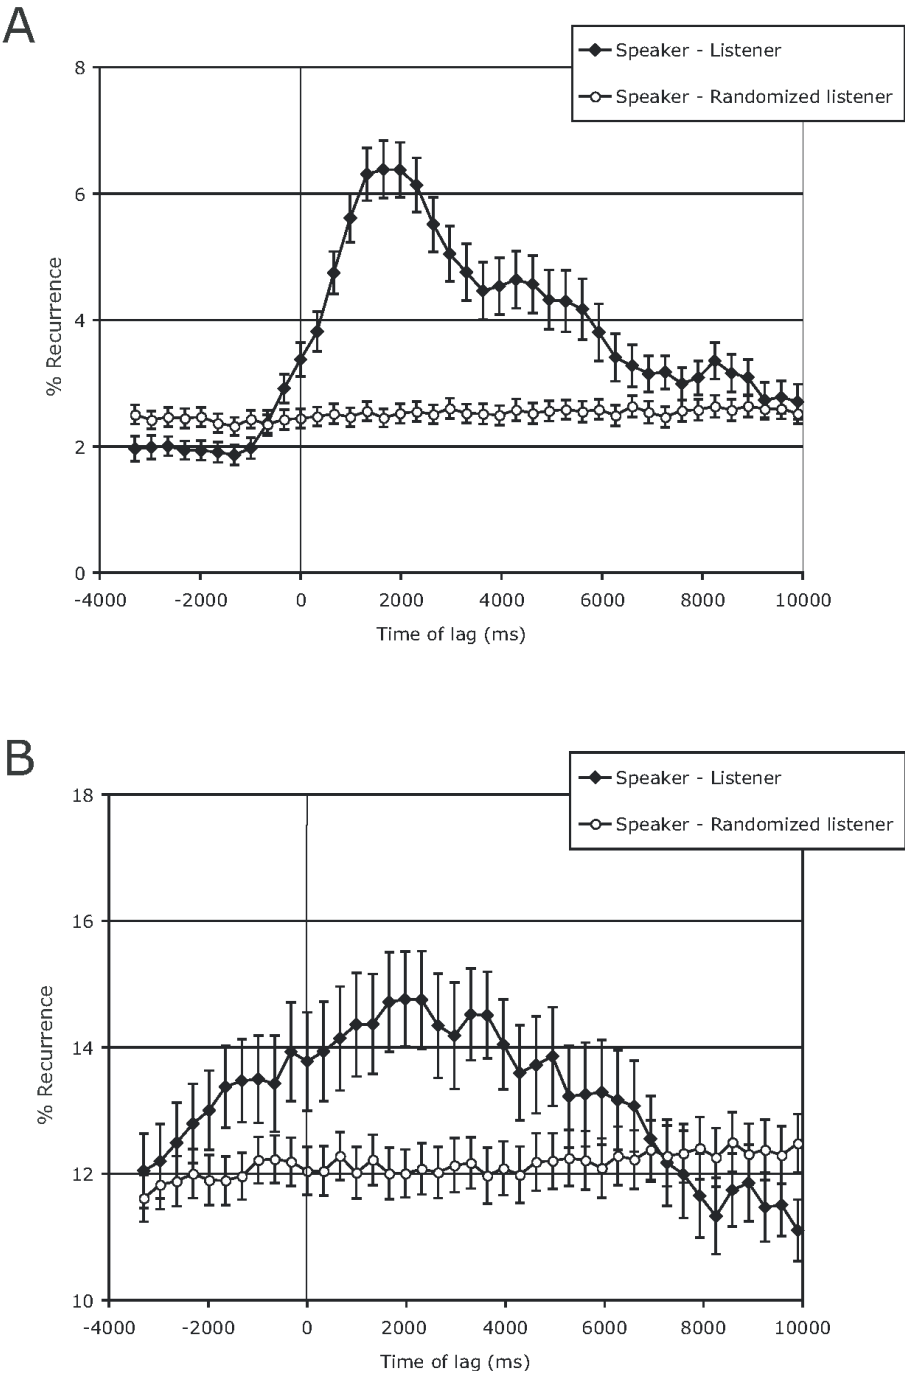 A
Speaker - Listener
Speaker - Randomized listener
8
6
4
2
0
% Recurrence
-4000 -2000 0 2000 4000 6000 8000 10000
Time of lag (ms)
B
Speaker - Listener
Speaker - Randomized listener
18
16
14
12
10
% Recurrence
-4000 -2000 0 2000 4000 6000 8000 10000
Time of lag (ms)